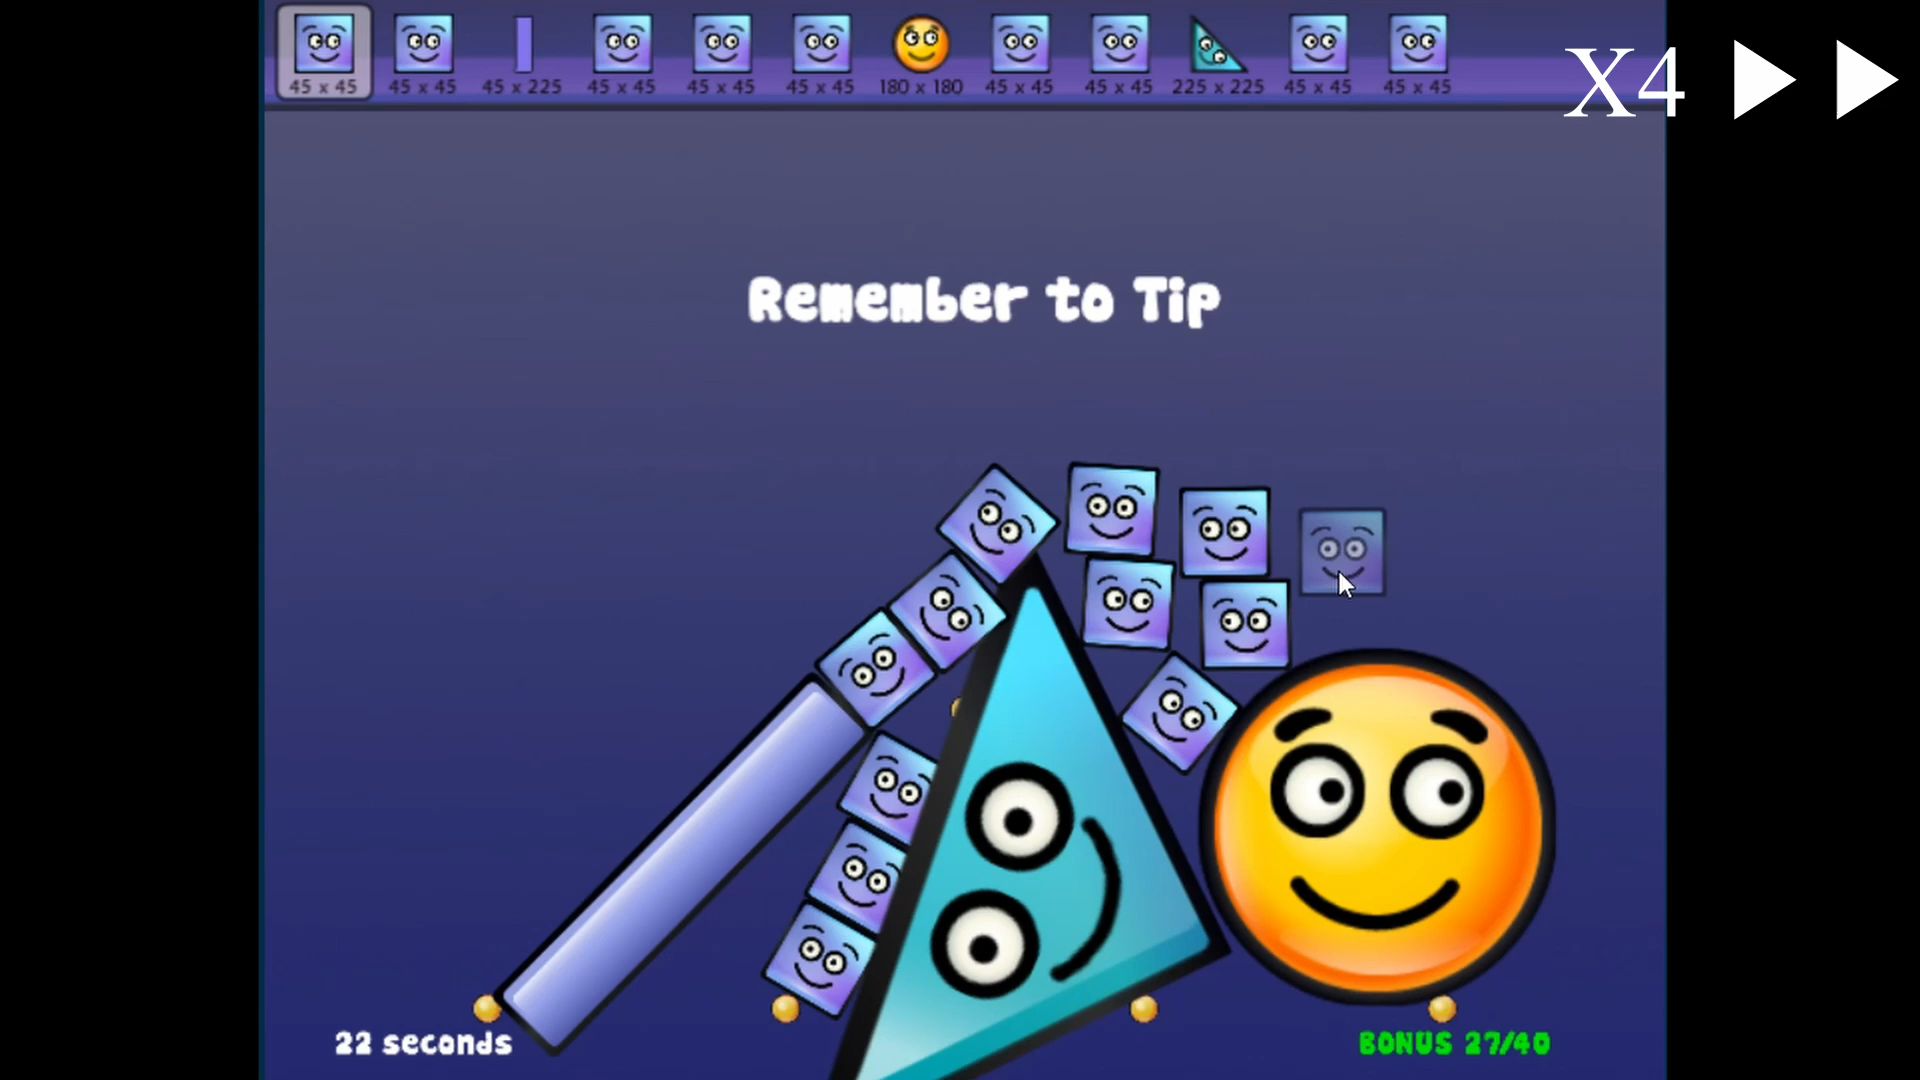 45 x 45 45 x 45 45 x 225 45 x 45 45 x 45 45 x 45 180 x 180 45 x 45 45 x 45 225 x 225 45 x 45 45 x 45
X4
Remember to Tip
22 seconds
BONUS 27/40